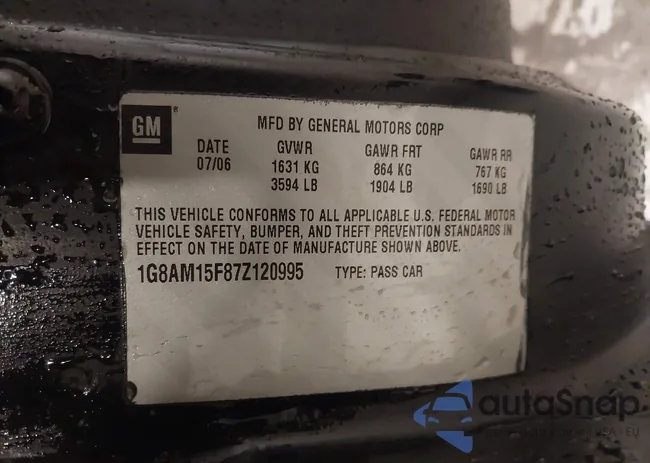 GM
MFD BY GENERAL MOTORS CORP
DATE GVWR GAWR FRT GAWR RR
07/06 1631 KG 864 KG 767 KG
3594 LB 1904 LB 1690 LB
THIS VEHICLE CONFORMS TO ALL APPLICABLE U.S. FEDERAL MOTOR
VEHICLE SAFETY, BUMPER, AND THEFT PREVENTION STANDARDS IN
EFFECT ON THE DATE OF MANUFACTURE SHOWN ABOVE.
1G8AM15F87Z120995 TYPE: PASS CAR
autoSnap